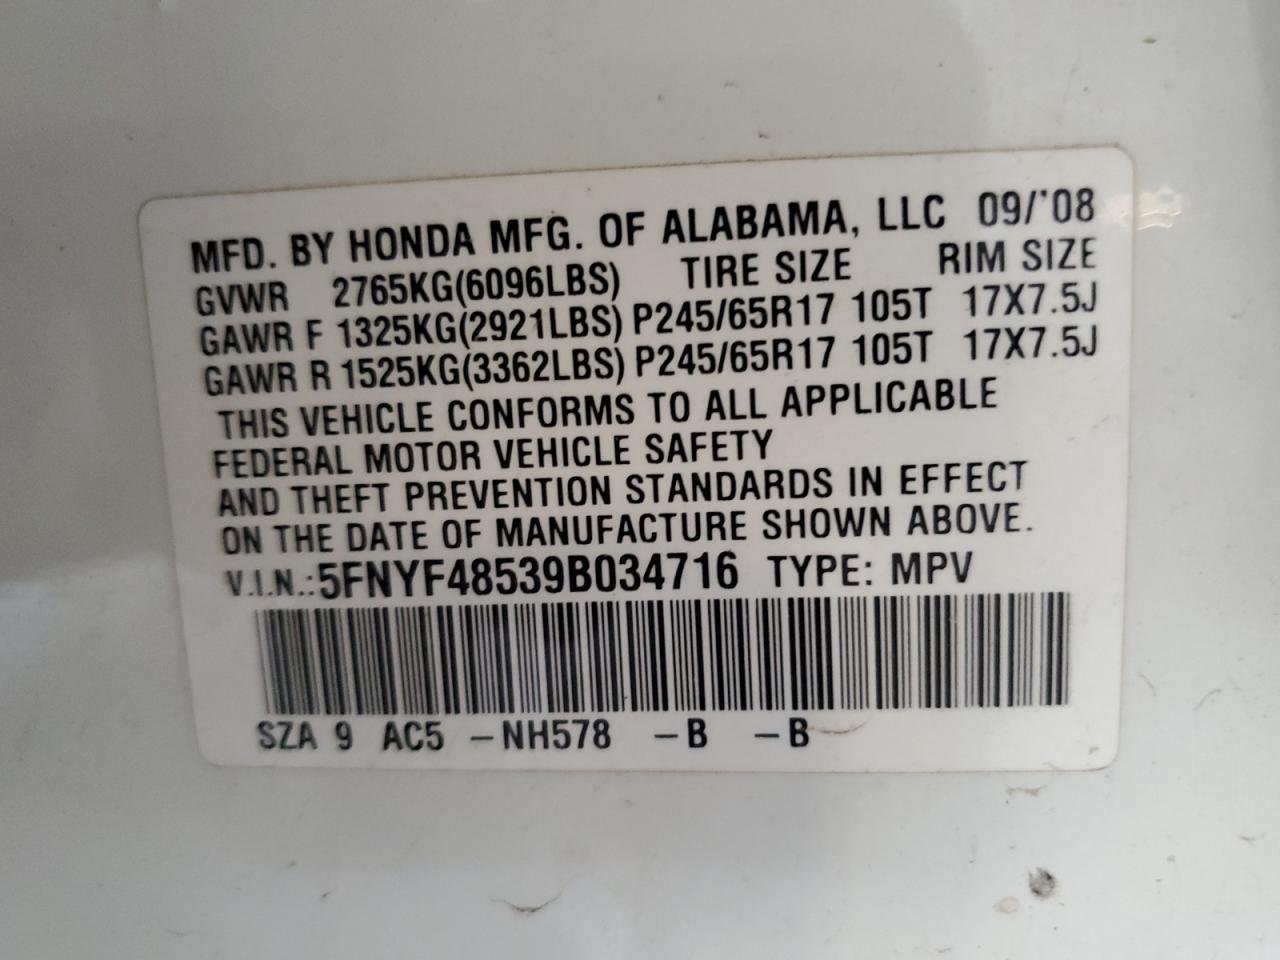 MFD. BY HONDA MFG. OF ALABAMA, LLC 09/'08
GVWR 2765KG(6096LBS) TIRE SIZE RIM SIZE
GAWR F 1325KG(2921LBS) P245/65R17 105T 17X7.5J
GAWR R 1525KG(3362LBS) P245/65R17 105T 17X7.5J
THIS VEHICLE CONFORMS TO ALL APPLICABLE
FEDERAL MOTOR VEHICLE SAFETY
AND THEFT PREVENTION STANDARDS IN EFFECT
ON THE DATE OF MANUFACTURE SHOWN ABOVE.
V.I.N.:5FNYF48539B034716 TYPE: MPV
SZA 9 AC5 -NH578 -B -B